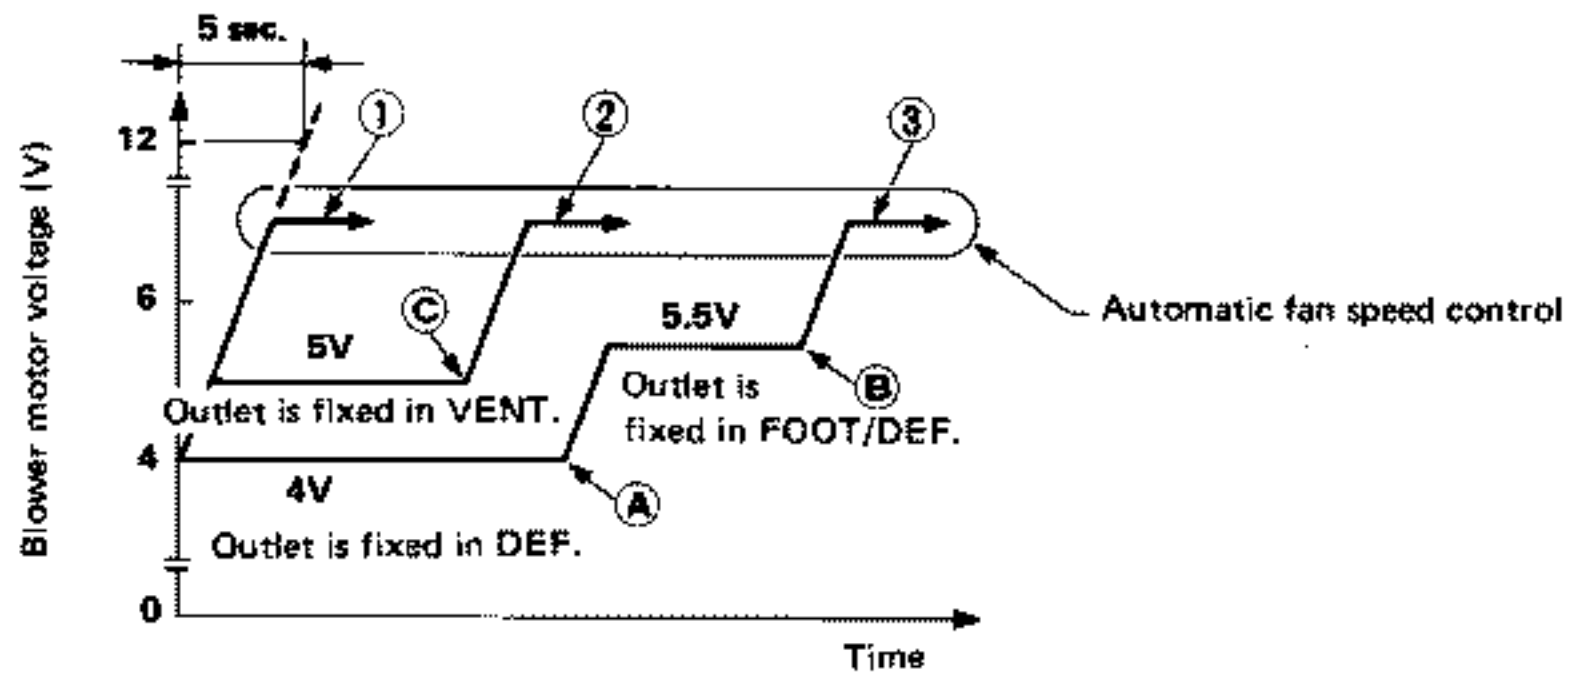 5 sec.
① ② ③
12
Blower motor voltage (V)
6
5.5V
Automatic fan speed control
Ⓒ
5V
Outlet is
Ⓑ
Outlet is fixed in VENT.
fixed in FOOT/DEF.
4
4V
Ⓐ
Outlet is fixed in DEF.
0
Time